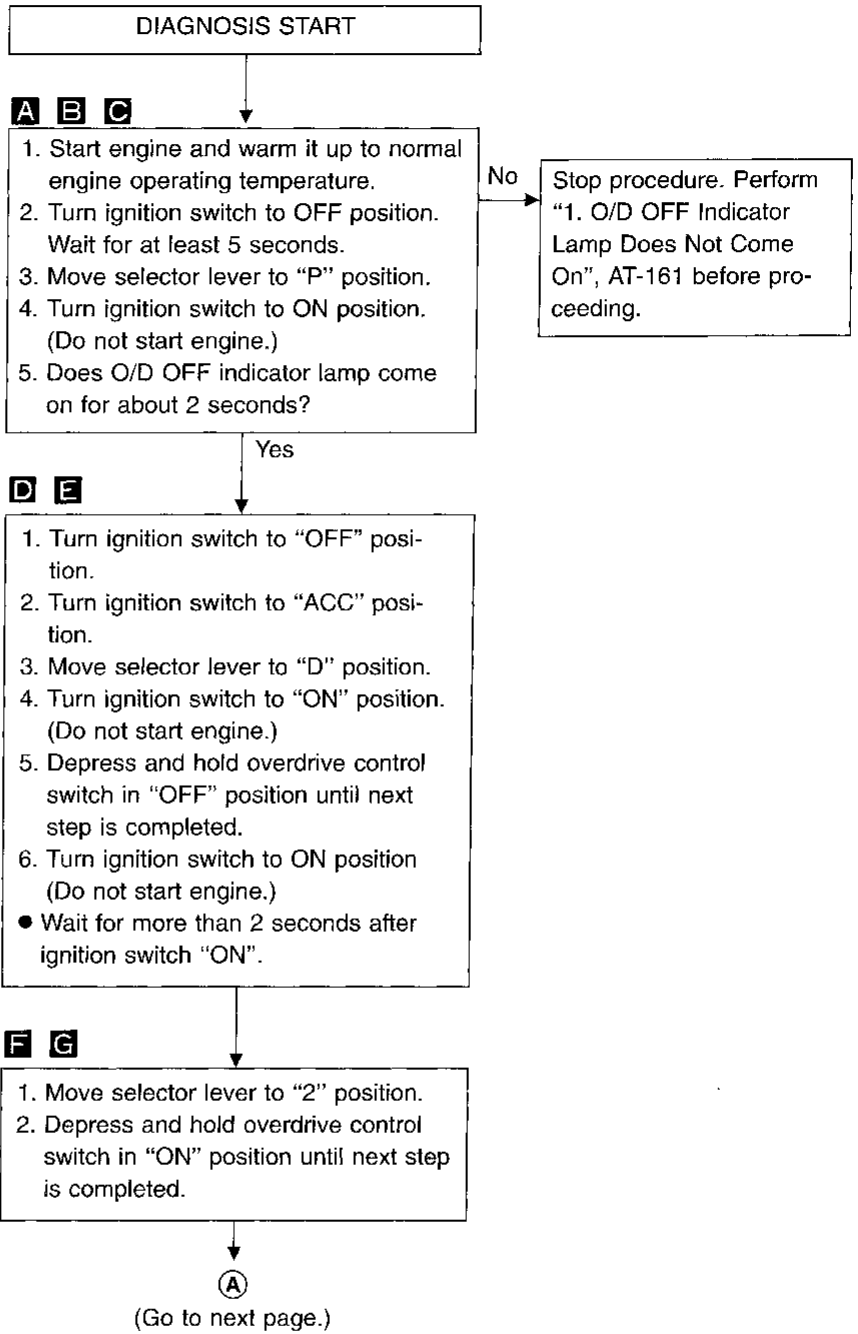 DIAGNOSIS START
A B C
1. Start engine and warm it up to normal
engine operating temperature.
2. Turn ignition switch to OFF position.
Wait for at least 5 seconds.
3. Move selector lever to “P” position.
4. Turn ignition switch to ON position.
(Do not start engine.)
5. Does O/D OFF indicator lamp come
on for about 2 seconds?
No
Stop procedure. Perform
“1. O/D OFF Indicator
Lamp Does Not Come
On”, AT-161 before pro-
ceeding.
Yes
D E
1. Turn ignition switch to “OFF” posi-
tion.
2. Turn ignition switch to “ACC” posi-
tion.
3. Move selector lever to “D” position.
4. Turn ignition switch to “ON” position.
(Do not start engine.)
5. Depress and hold overdrive control
switch in “OFF” position until next
step is completed.
6. Turn ignition switch to ON position
(Do not start engine.)
● Wait for more than 2 seconds after
ignition switch “ON”.
F G
1. Move selector lever to “2” position.
2. Depress and hold overdrive control
switch in “ON” position until next step
is completed.
Ⓐ
(Go to next page.)